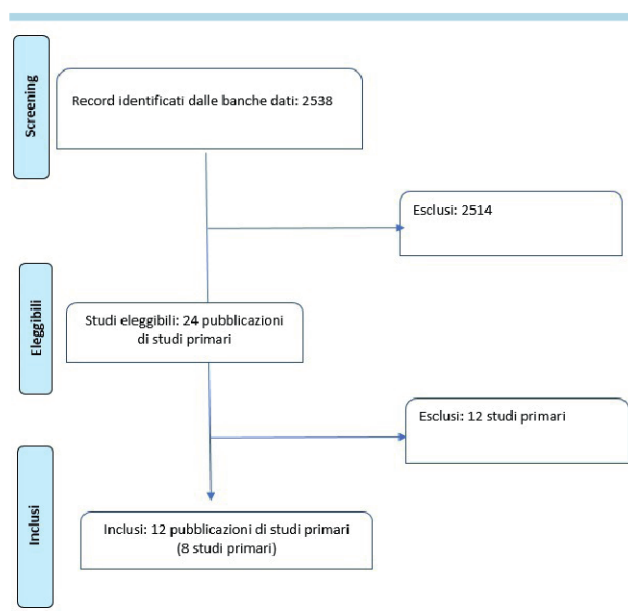 Screening
Record identificati dalle banche dati: 2538
Esclusi: 2514
Eleggibili
Studi eleggibili: 24 pubblicazioni
di studi primari
Esclusi: 12 studi primari
Inclusi
Inclusi: 12 pubblicazioni di studi primari
(8 studi primari)